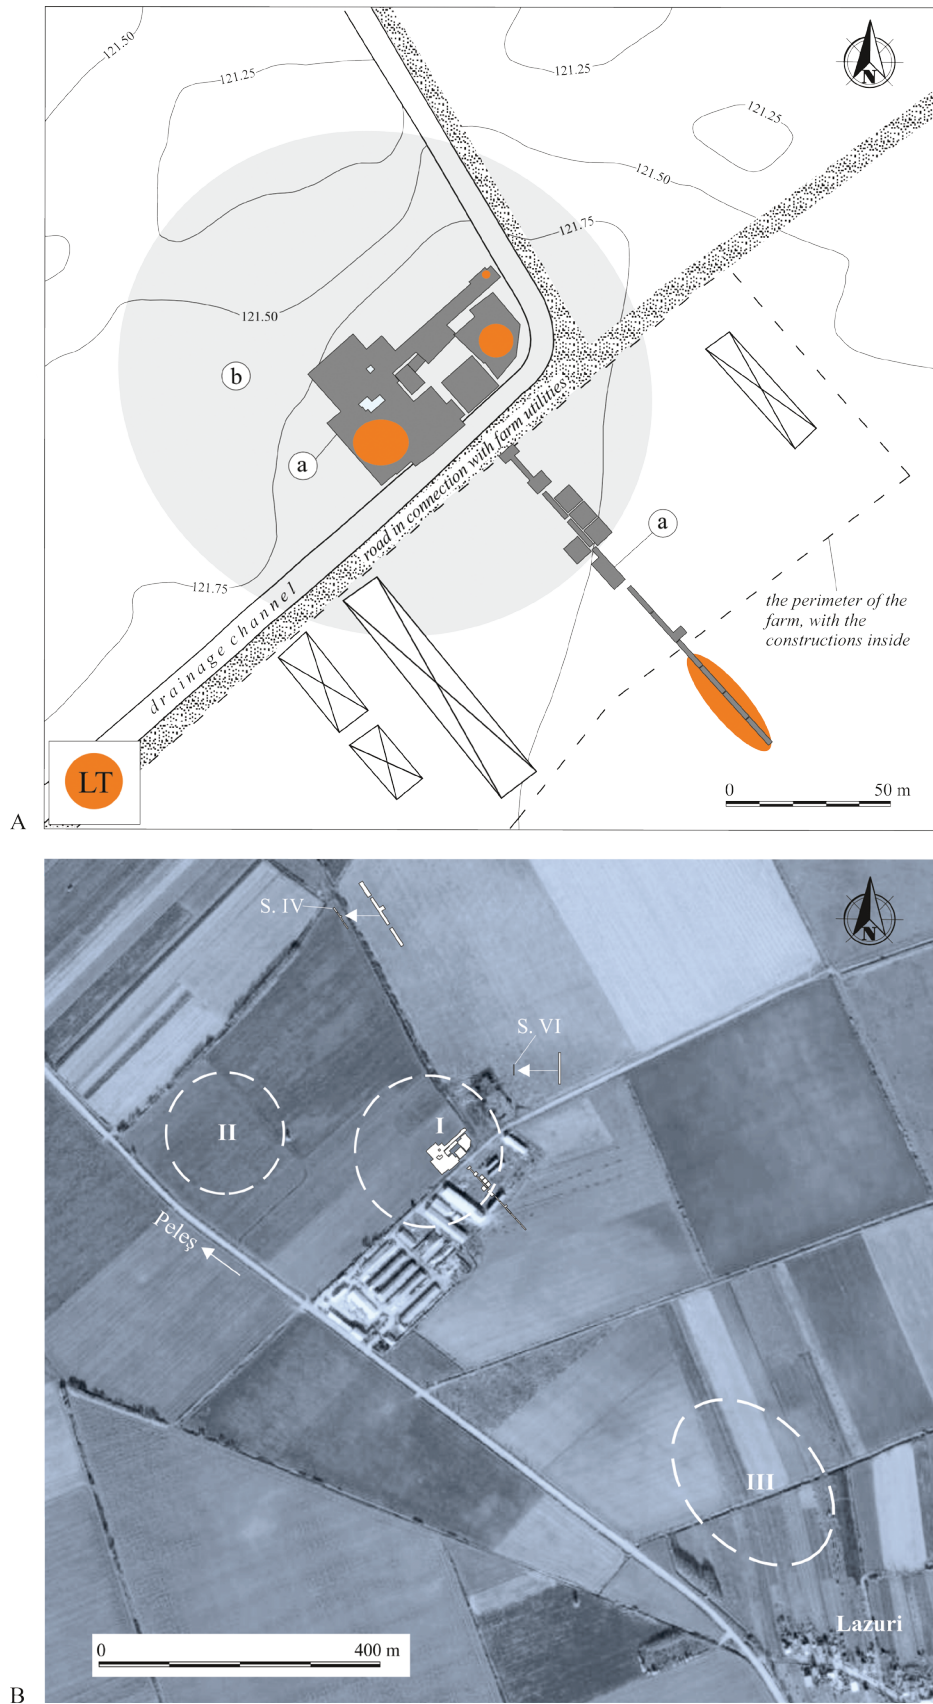 121.50
121.25
121.25
N
121.25
121.50
121.75
121.50
b
a
road in connection with farm utilities
a
121.75
drainage channel
the perimeter of the
farm, with the
constructions inside
LT
0 50 m
A
S. IV
N
S. VI
I
II
Peleş
III
Lazuri
0 400 m
B